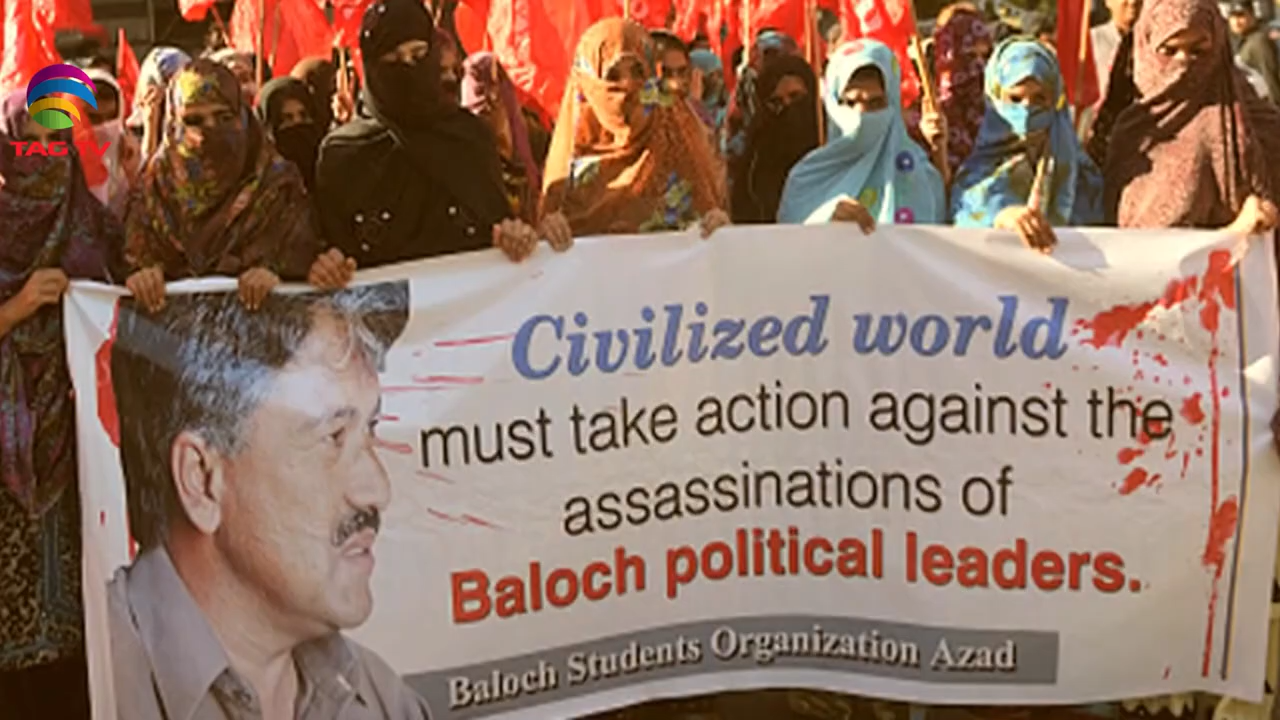 TAG TV
Civilized world
must take action against the
assassinations of
Baloch political leaders.
Baloch Students Organization Azad